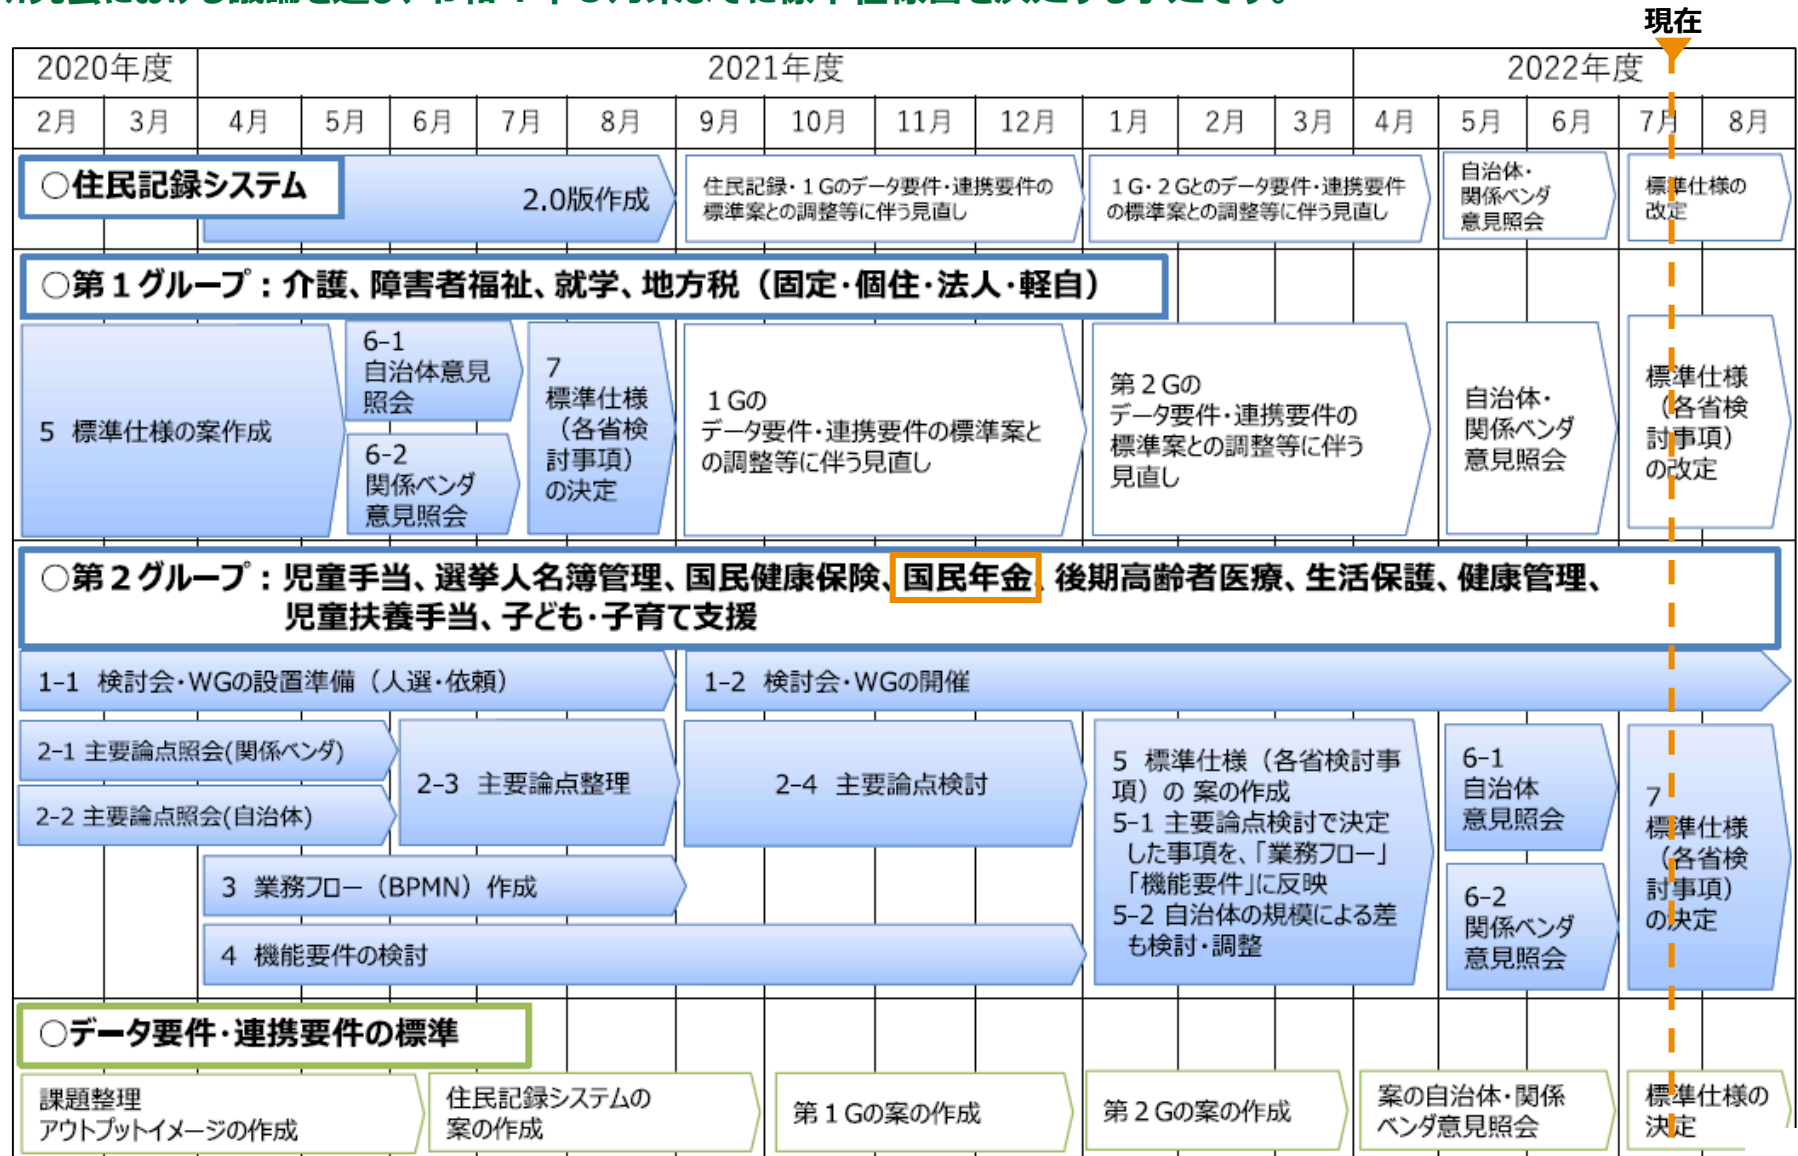 現在
2020年度 2021年度 2022年度
2月 3月 4月 5月 6月 7月 8月 9月 10月 11月 12月 1月 2月 3月 4月 5月 6月 7月 8月
○住民記録システム
2.0版作成
住民記録・1Gのデータ要件・連携要件の
標準案との調整等に伴う見直し
1G・2Gとのデータ要件・連携要件
の標準案との調整等に伴う見直し
自治体・
関係ベンダ
意見照会
標準仕様の
改定
○第1グループ：介護、障害者福祉、就学、地方税（固定・個住・法人・軽自）
5 標準仕様の案作成
6-1
自治体意見
照会
6-2
関係ベンダ
意見照会
7
標準仕様
（各省検
討事項）
の決定
1Gの
データ要件・連携要件の標準案と
の調整等に伴う見直し
第2Gの
データ要件・連携要件の
標準案との調整等に伴う
見直し
自治体・
関係ベンダ
意見照会
標準仕様
（各省検
討事項）
の改定
○第2グループ：児童手当、選挙人名簿管理、国民健康保険、国民年金、後期高齢者医療、生活保護、健康管理、
児童扶養手当、子ども・子育て支援
1-1 検討会・WGの設置準備（人選・依頼）
1-2 検討会・WGの開催
2-1 主要論点照会(関係ベンダ)
2-2 主要論点照会(自治体)
2-3 主要論点整理
2-4 主要論点検討
3 業務フロー（BPMN）作成
4 機能要件の検討
5 標準仕様（各省検討事
項）の 案の作成
5-1 主要論点検討で決定
した事項を、「業務フロー」
「機能要件」に反映
5-2 自治体の規模による差
も検討・調整
6-1
自治体
意見照会
6-2
関係ベンダ
意見照会
7
標準仕様
（各省検
討事項）
の決定
○データ要件・連携要件の標準
課題整理
アウトプットイメージの作成
住民記録システムの
案の作成
第1Gの案の作成
第2Gの案の作成
案の自治体・関係
ベンダ意見照会
標準仕様の
決定